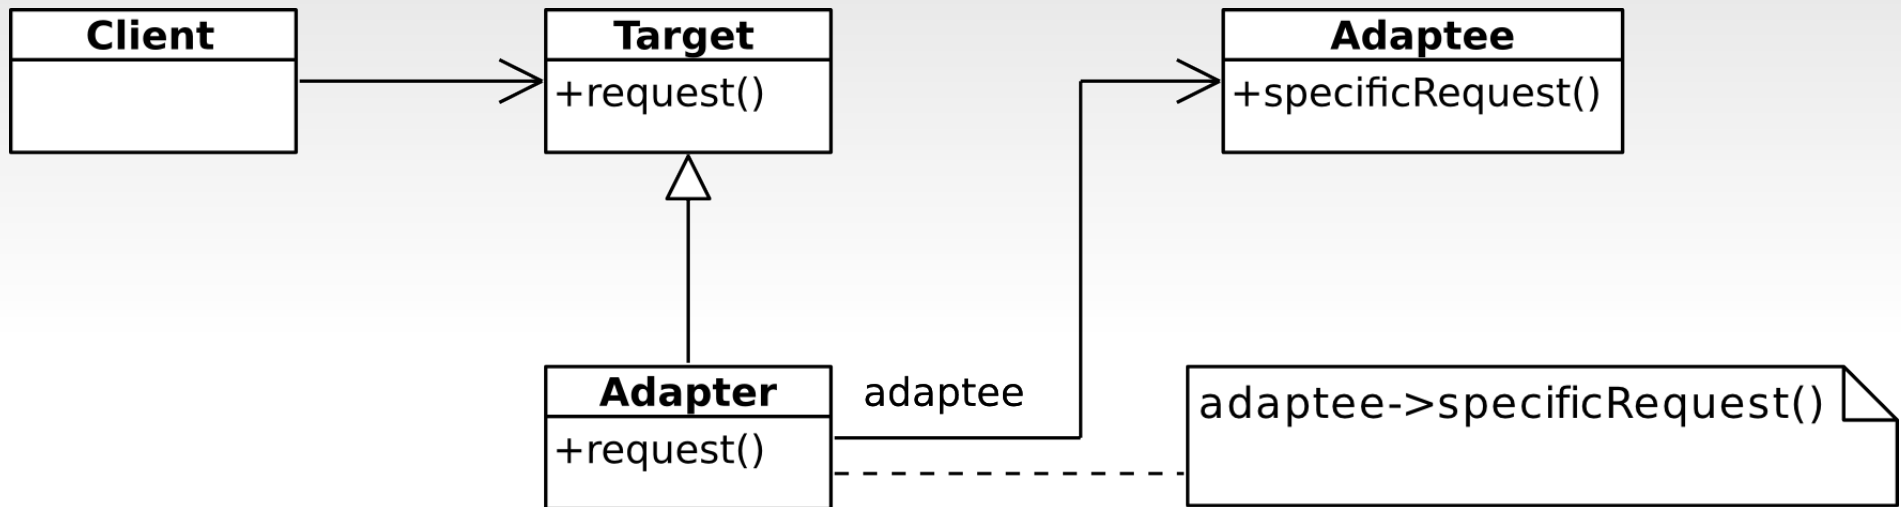 Client
Target
+request()
Adaptee
+specificRequest()
Adapter
+request()
adaptee
adaptee->specificRequest()